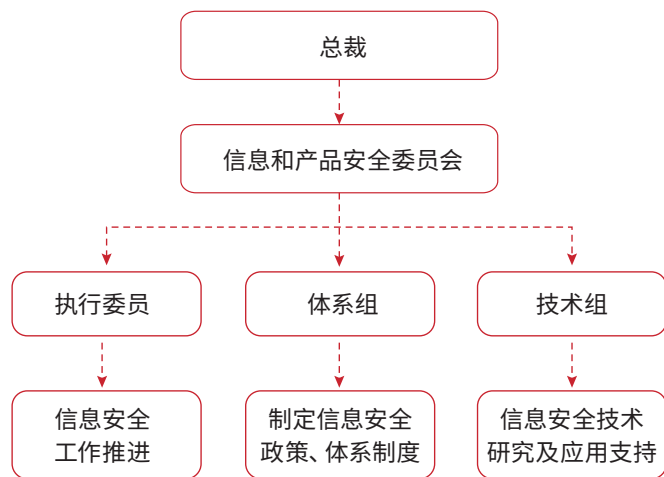 总裁
信息和产品安全委员会
执行委员
体系组
技术组
信息安全
工作推进
制定信息安全
政策、体系制度
信息安全技术
研究及应用支持